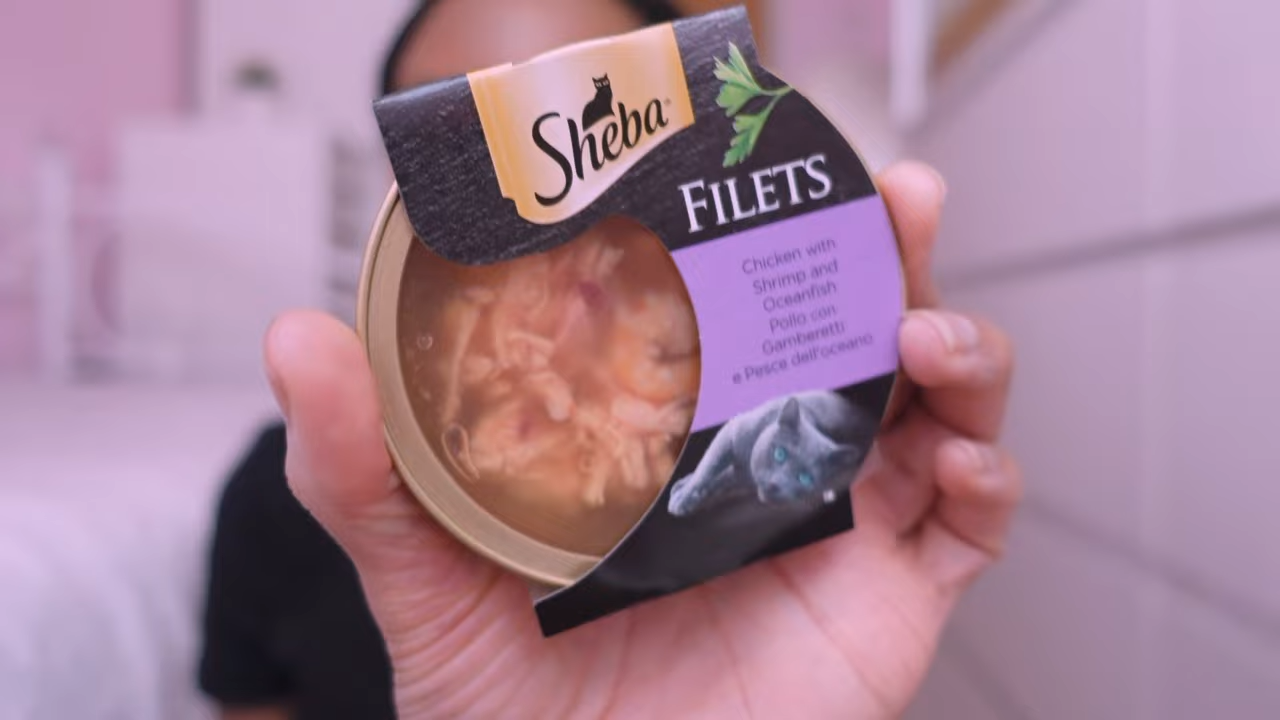 Sheba
FILETS
Chicken with
Shrimp and
Oceanfish
Pollo con
Gamberetti
e Pesce dell'oceano